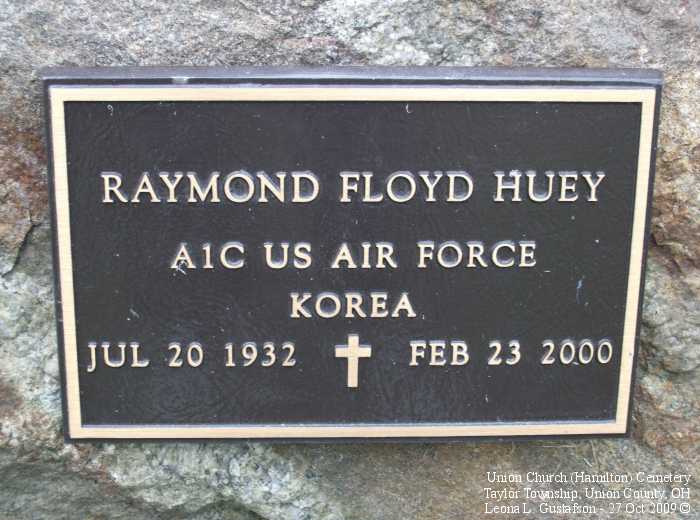 RAYMOND FLOYD HUEY
A1C US AIR FORCE
KOREA
JUL 20 1932 FEB 23 2000
Union Church (Hamilton) Cemetery
Taylor Township, Union County, OH
Leona L. Gustafson - 27 Oct 2009 ©